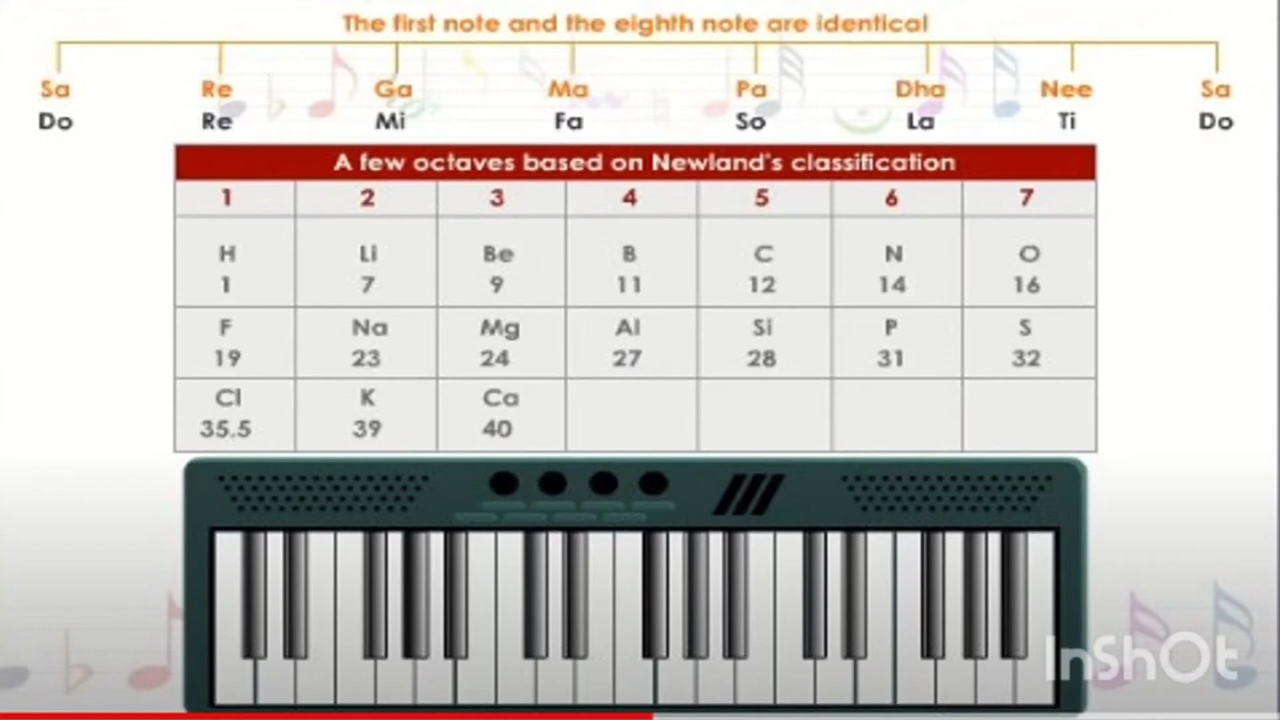 The first note and the eighth note are identical
Sa Re Ga Ma Pa Dha Nee Sa
Do Re Mi Fa So La Ti Do
A few octaves based on Newland's classification
1 2 3 4 5 6 7
H Li Be B C N O
1 7 9 11 12 14 16
F Na Mg Al Si P S
19 23 24 27 28 31 32
Cl K Ca
35.5 39 40
InShOt